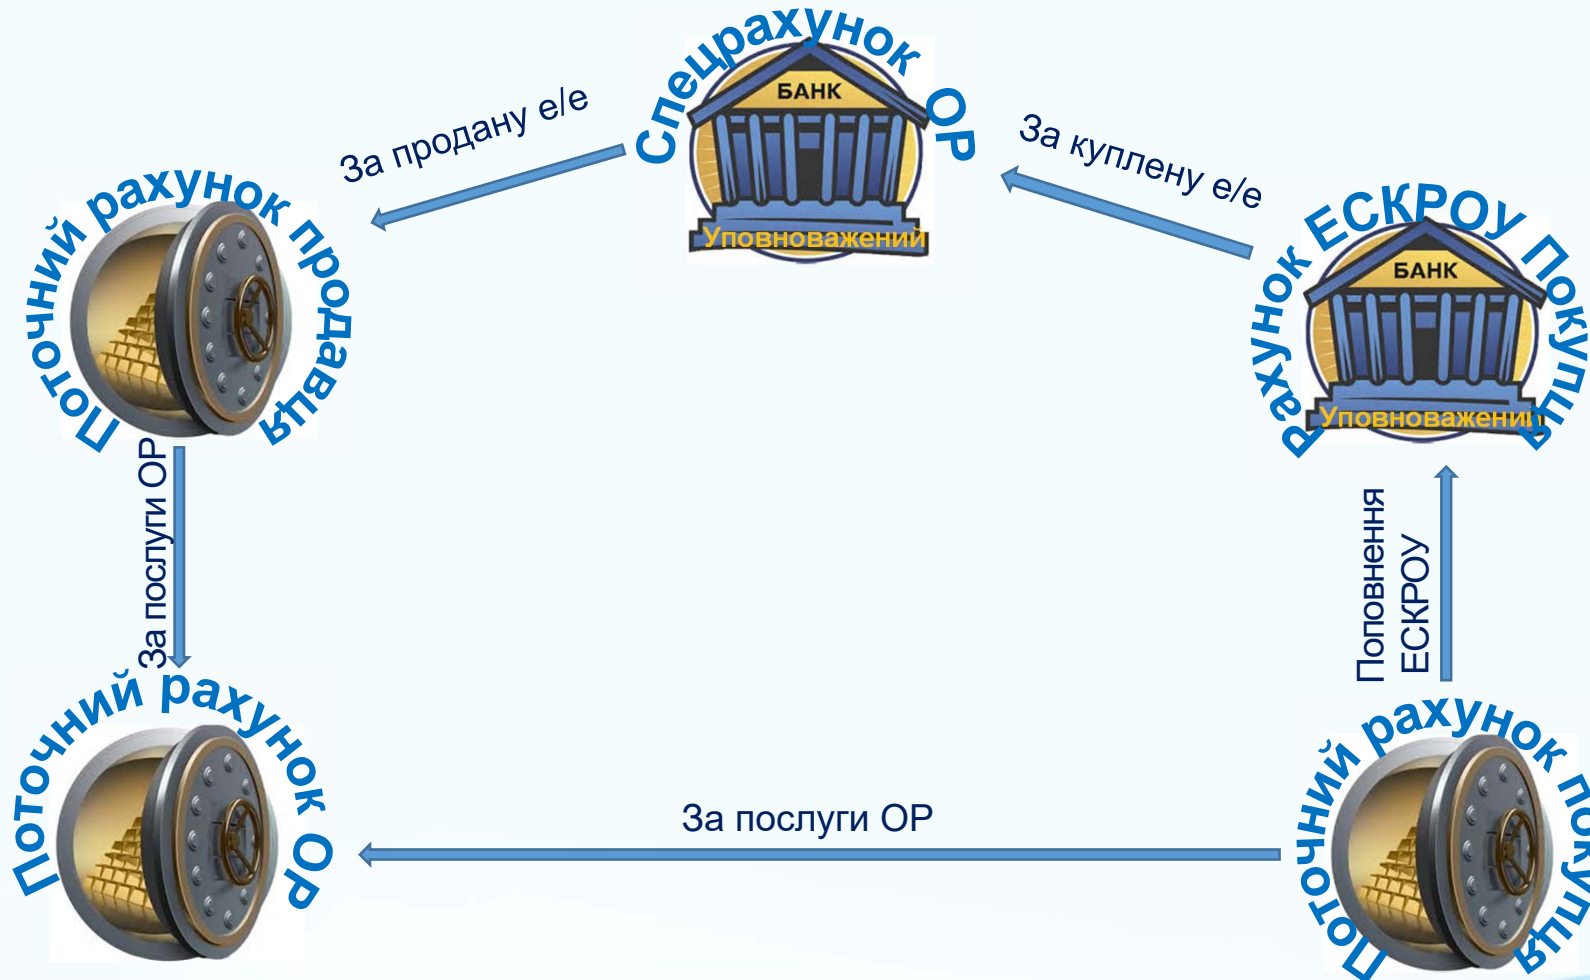 Спецрахунок ОР
БАНК
Уповноважений
За продану е/е
За куплену е/е
Поточний рахунок продавця
Рахунок ЕСКРОУ Покупця
БАНК
Уповноважений
За послуги ОР
Поповнення
ЕСКРОУ
Поточний рахунок ОР
За послуги ОР
Поточний рахунок покупця